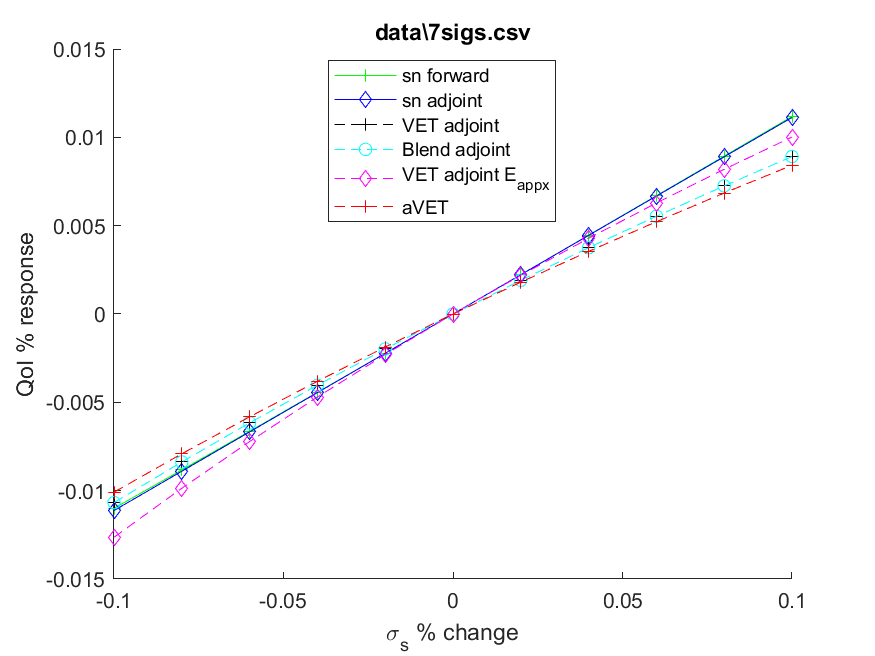 data\7sigs.csv
sn forward
sn adjoint
VET adjoint
Blend adjoint
VET adjoint E_appx
aVET
0.015
0.01
0.005
0
-0.005
-0.01
-0.015
QoI % response
-0.1
-0.05
0
0.05
0.1
σ_s % change